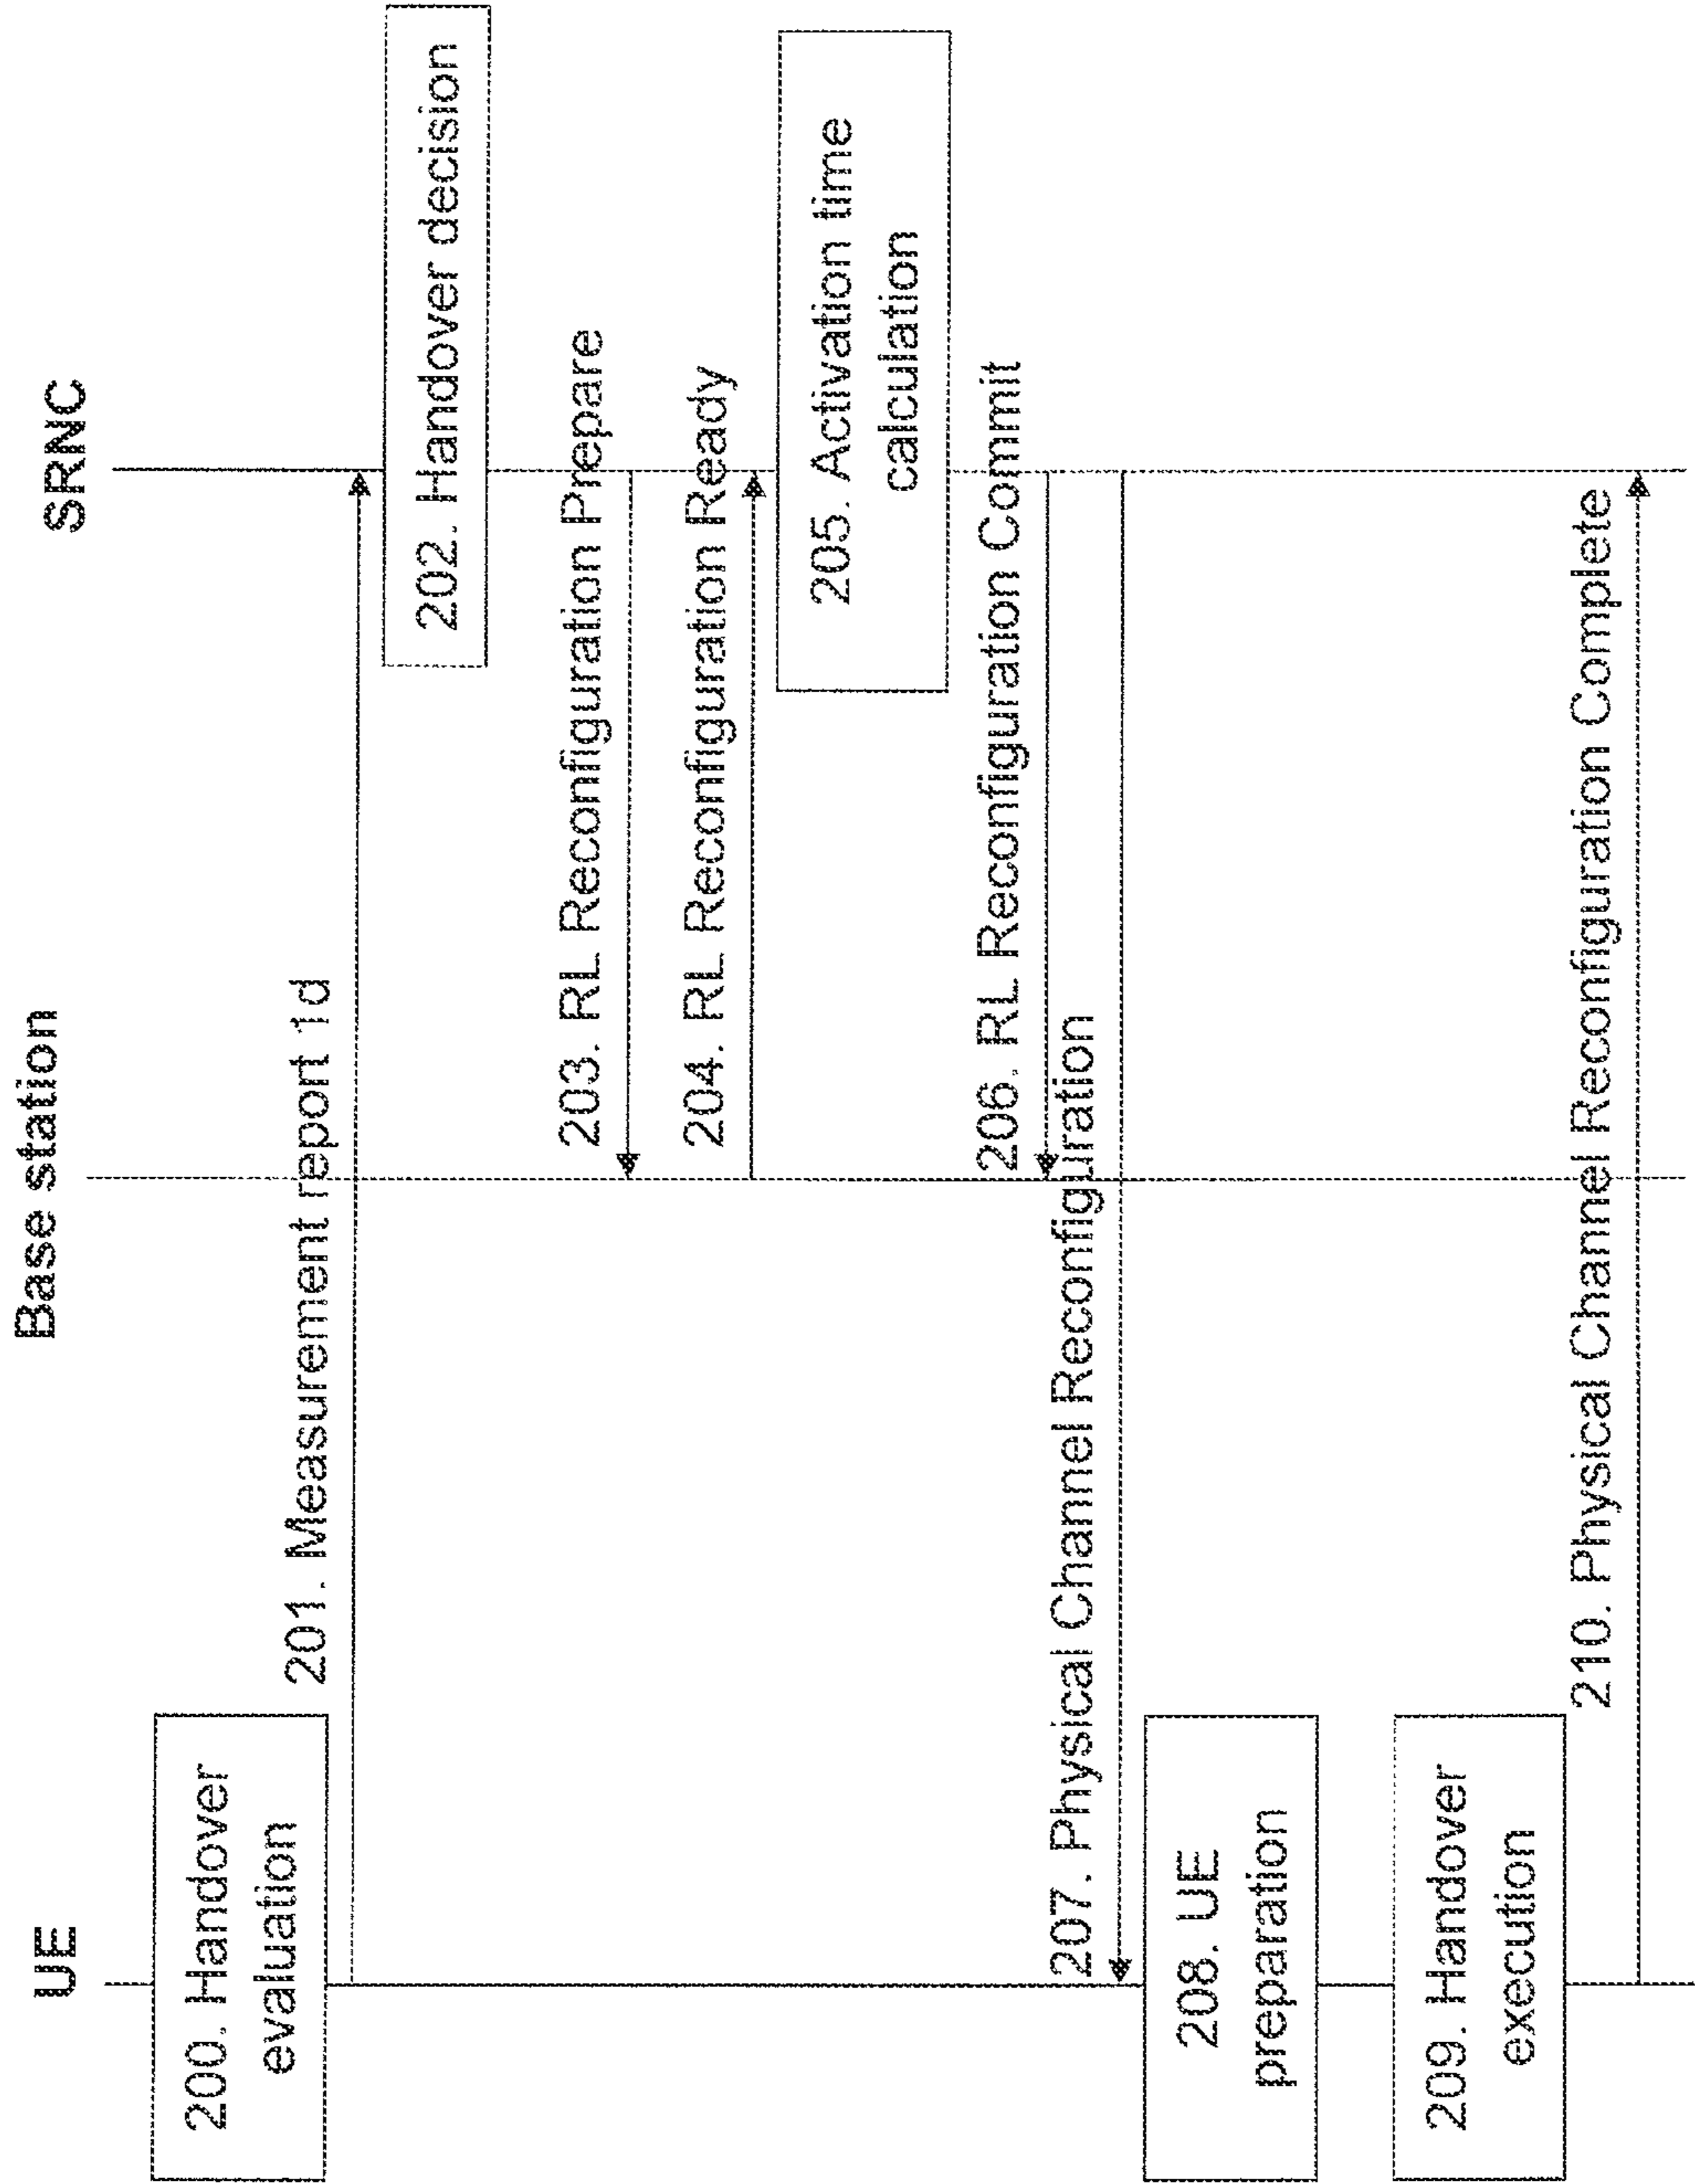 UE
Base station
SRNC
200. Handover
evaluation
201. Measurement report 1d
202. Handover decision
203. RL Reconfiguration Prepare
204. RL Reconfiguration Ready
205. Activation time
calculation
206. RL Reconfiguration Commit
207. Physical Channel Reconfiguration
208. UE
preparation
209. Handover
execution
210. Physical Channel Reconfiguration Complete